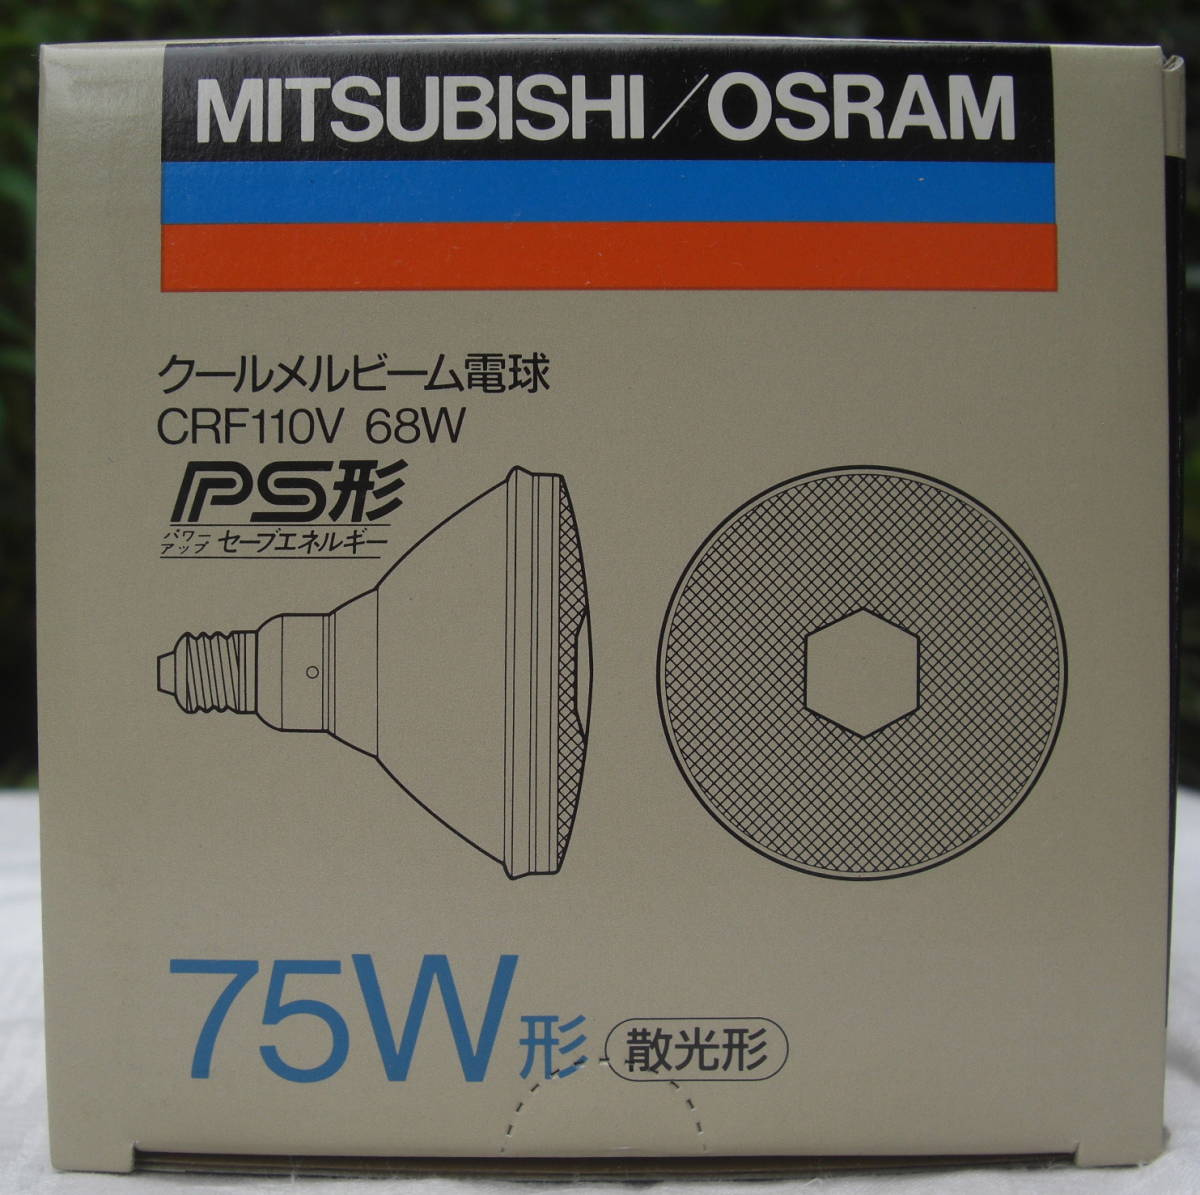 MITSUBISHI/OSRAM
クールメルビーム電球
CRF110V 68W
PS形
パワーアップ セーブエネルギー
75W形 散光形